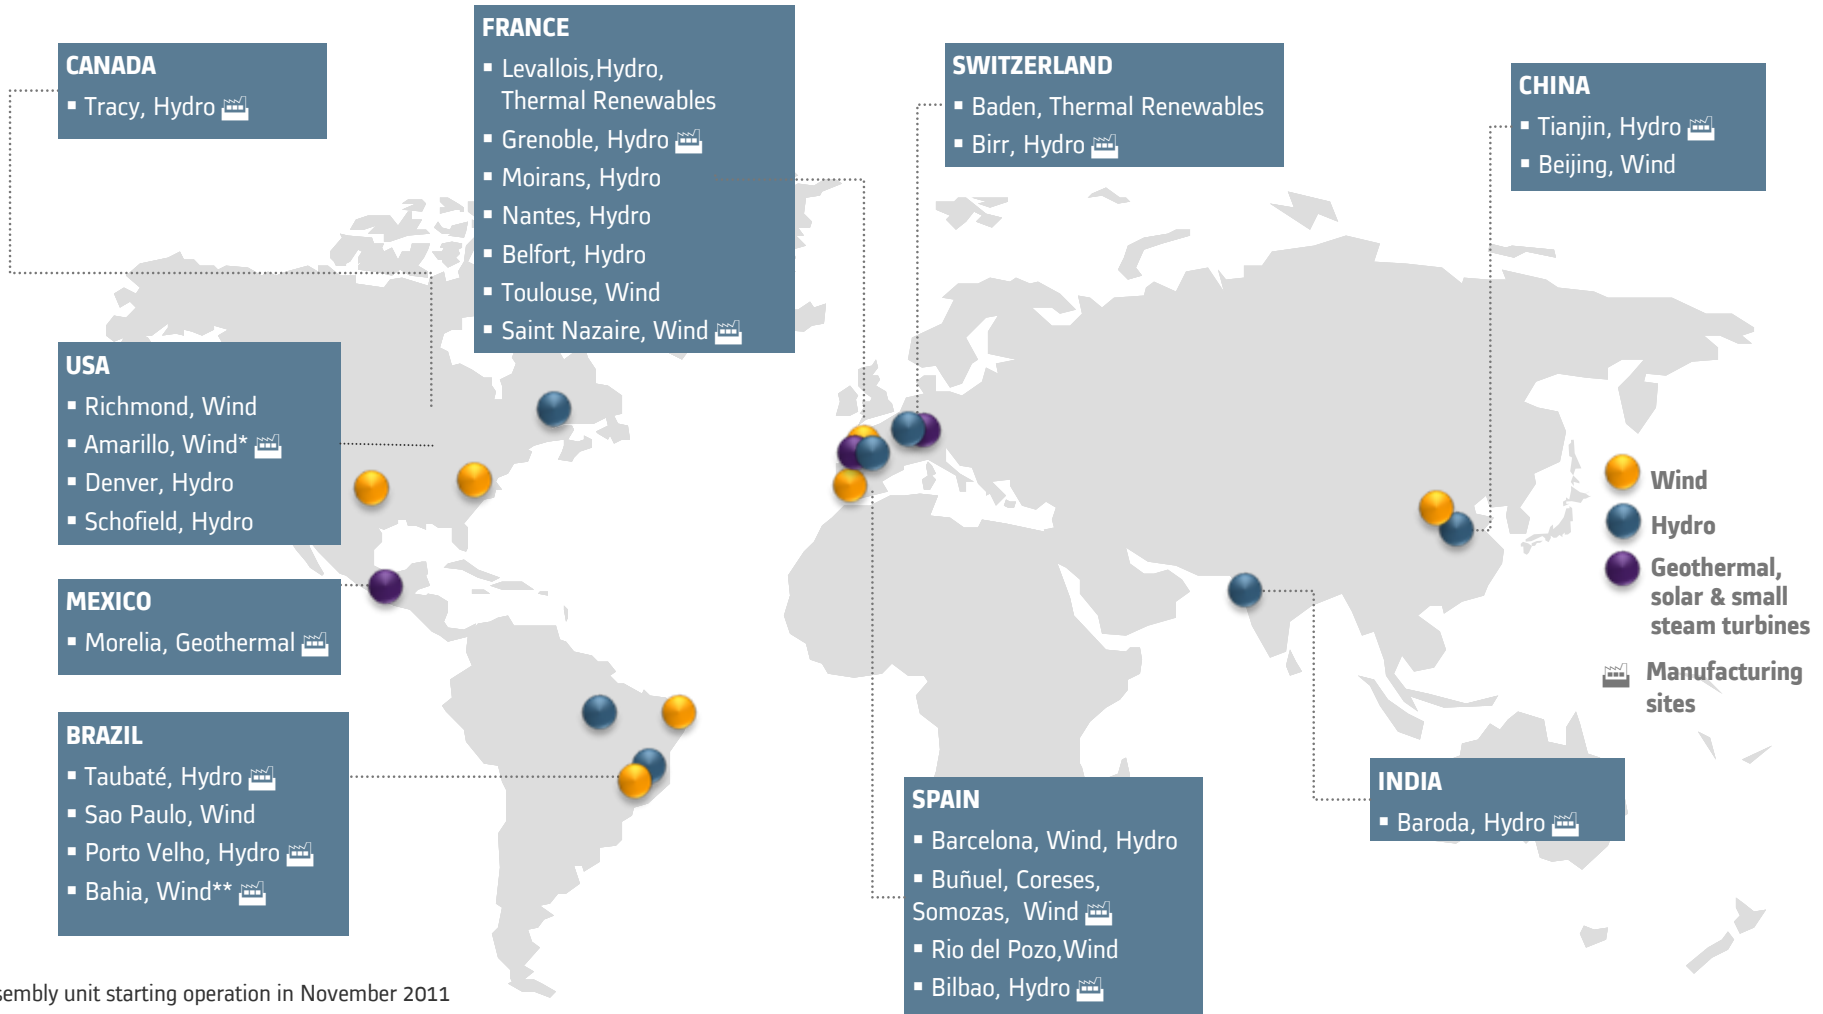 FRANCE
▪ Levallois,Hydro,
Thermal Renewables
▪ Grenoble, Hydro
▪ Moirans, Hydro
▪ Nantes, Hydro
▪ Belfort, Hydro
▪ Toulouse, Wind
▪ Saint Nazaire, Wind
CANADA
▪ Tracy, Hydro
SWITZERLAND
▪ Baden, Thermal Renewables
▪ Birr, Hydro
CHINA
▪ Tianjin, Hydro
▪ Beijing, Wind
USA
▪ Richmond, Wind
▪ Amarillo, Wind*
▪ Denver, Hydro
▪ Schofield, Hydro
MEXICO
▪ Morelia, Geothermal
BRAZIL
▪ Taubaté, Hydro
▪ Sao Paulo, Wind
▪ Porto Velho, Hydro
▪ Bahia, Wind**
SPAIN
▪ Barcelona, Wind, Hydro
▪ Buñuel, Coreses,
Somozas, Wind
▪ Rio del Pozo,Wind
▪ Bilbao, Hydro
INDIA
▪ Baroda, Hydro
Wind
Hydro
Geothermal,
solar & small
steam turbines
Manufacturing
sites
unit starting operation in November 2011